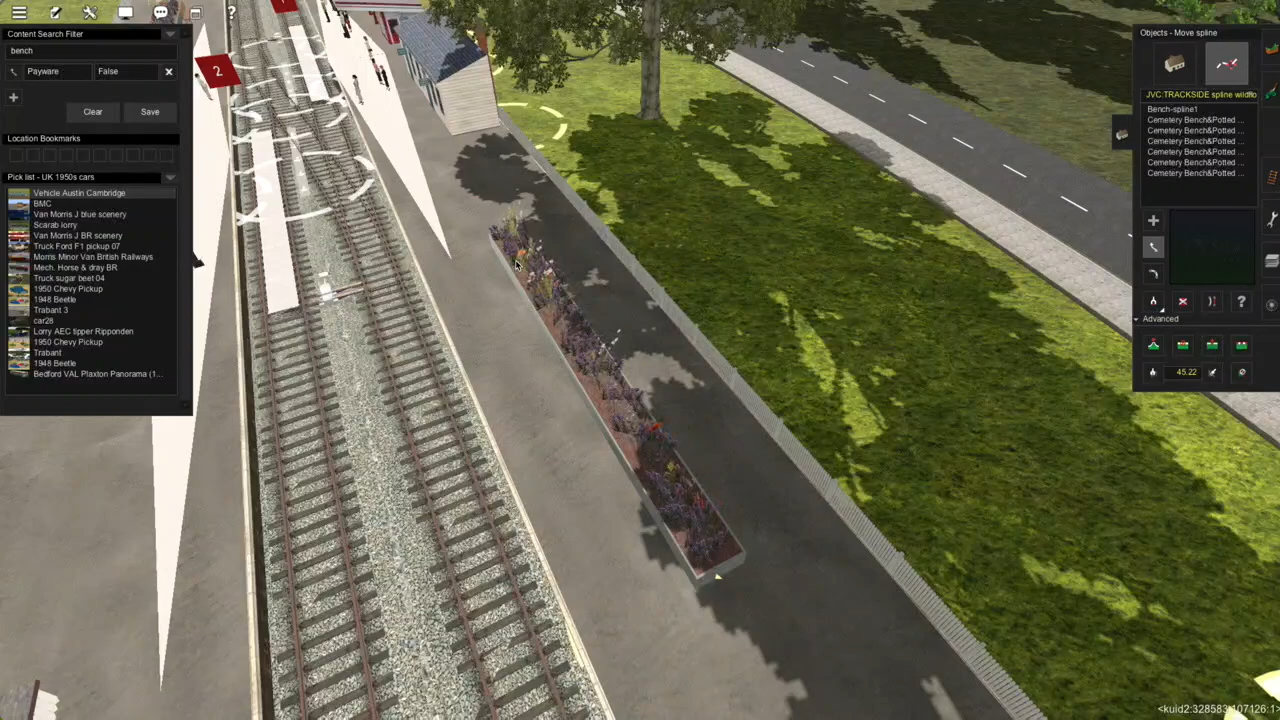 ?
Content Search Filter
bench
Payware
False
Clear
Save
Location Bookmarks
Pick list - UK 1950s cars
Vehicle Austin Cambridge
BMC
Van Morris J blue scenery
Scarab lorry
Van Morris J BR scenery
Truck Ford F1 pickup 07
Morris Minor Van British Railways
Mech. Horse & dray BR
Truck sugar beet 04
1950 Chevy Pickup
1948 Beetle
Trabant 3
car28
Lorry AEC tipper Ripponden
1950 Chevy Pickup
Trabant
1948 Beetle
Bedford VAL Plaxton Panorama (1...
2
1
Objects - Move spline
JVC:TRACKSIDE spline wildflo
Bench-spline1
Cemetery Bench&Potted ...
Cemetery Bench&Potted ...
Cemetery Bench&Potted ...
Cemetery Bench&Potted ...
Cemetery Bench&Potted ...
Cemetery Bench&Potted ...
?
Advanced
45.22
<kuid2:328583:107126:1>